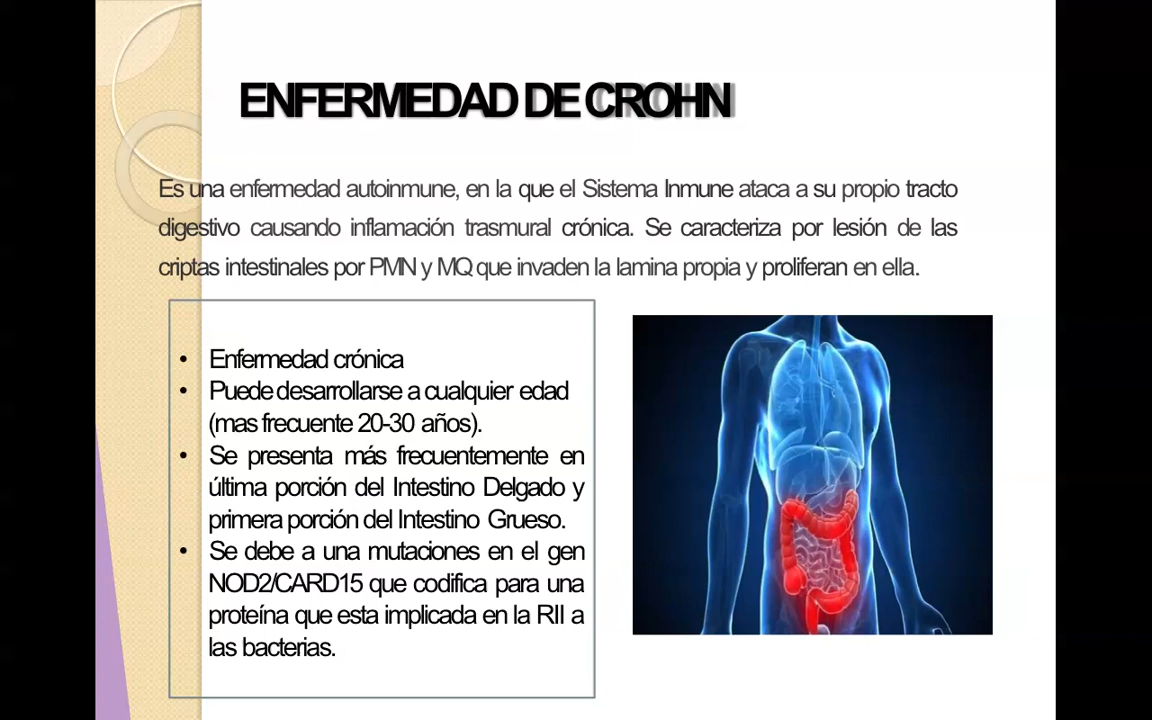 ENFERMEDAD DE CROHN
Es una enfermedad autoinmune, en la que el Sistema Inmune ataca a su propio tracto
digestivo causando inflamación trasmural crónica. Se caracteriza por lesión de las
criptas intestinales por PMN y MQ que invaden la lamina propia y proliferan en ella.
• Enfermedad crónica
• Puede desarrollarse a cualquier edad
(mas frecuente 20-30 años).
• Se presenta más frecuentemente en
última porción del Intestino Delgado y
primera porción del Intestino Grueso.
• Se debe a una mutaciones en el gen
NOD2/CARD15 que codifica para una
proteína que esta implicada en la RII a
las bacterias.